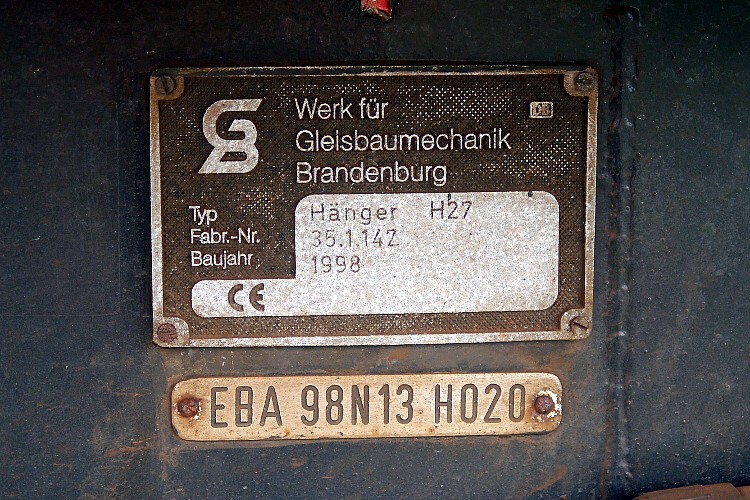 GB
Werk für
DB
Gleisbaumechanik
Brandenburg
Typ Hänger H27
Fabr.-Nr. 35.1.142
Baujahr 1998
CE
EBA 98N13 H020